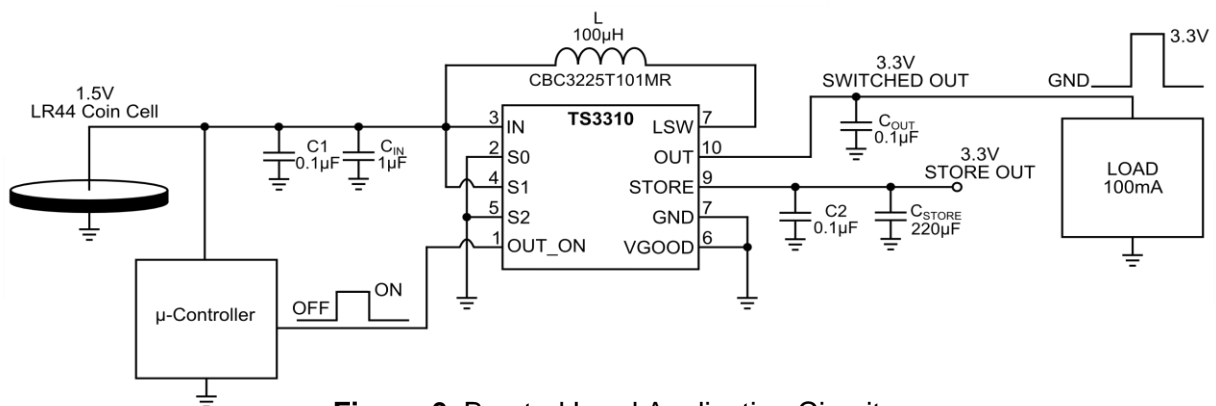 L
100µH
CBC3225T101MR
1.5V
LR44 Coin Cell
C1
0.1µF
CIN
1µF
TS3310
3 IN
2 S0
4 S1
5 S2
1 OUT_ON
LSW 7
OUT 10
STORE 9
GND 7
VGOOD 6
3.3V
SWITCHED OUT
COUT
0.1µF
3.3V
STORE OUT
C2
0.1µF
CSTORE
220µF
GND
3.3V
LOAD
100mA
µ-Controller
OFF
ON